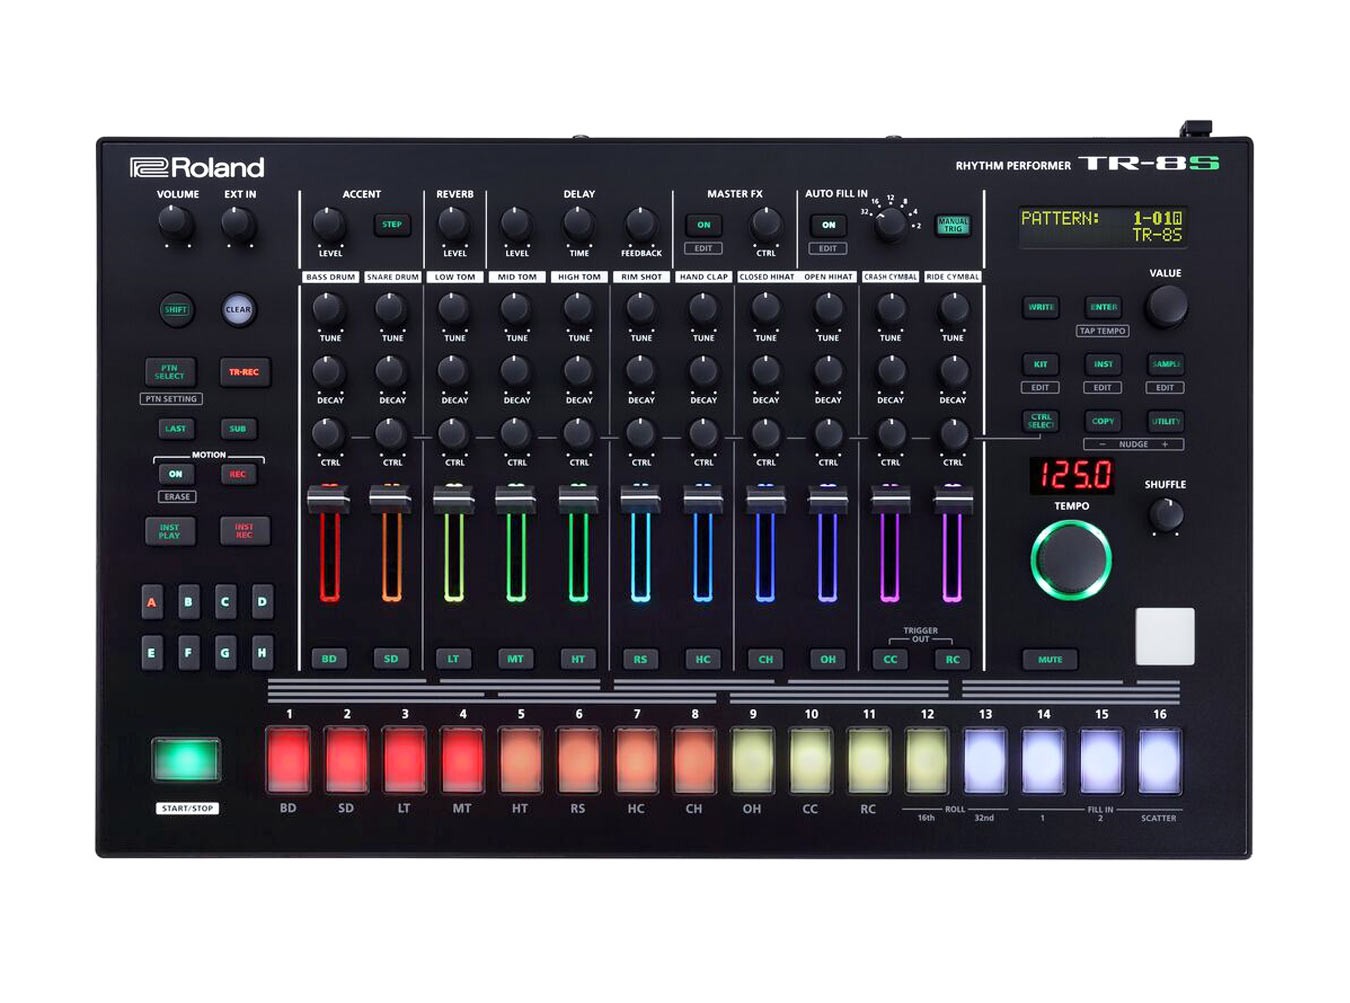 Roland
RHYTHM PERFORMER TR-8S
VOLUME EXT IN
ACCENT REVERB DELAY MASTER FX AUTO FILL IN
32 16 12 8 4 2
STEP ON ON MANUAL TRIG
LEVEL LEVEL LEVEL TIME FEEDBACK EDIT CTRL EDIT
PATTERN: 1-01A
TR-8S
BASS DRUM SNARE DRUM LOW TOM MID TOM HIGH TOM RIM SHOT HAND CLAP CLOSED HIHAT OPEN HIHAT CRASH CYMBAL RIDE CYMBAL
VALUE
SHIFT CLEAR
WRITE ENTER
TAP TEMPO
TUNE TUNE TUNE TUNE TUNE TUNE TUNE TUNE TUNE TUNE TUNE
PTN SELECT TR-REC
KIT INST SAMPLE
EDIT EDIT EDIT
PTN SETTING
DECAY DECAY DECAY DECAY DECAY DECAY DECAY DECAY DECAY DECAY DECAY
LAST SUB
CTRL SELECT COPY UTILITY
- NUDGE +
MOTION
CTRL CTRL CTRL CTRL CTRL CTRL CTRL CTRL CTRL CTRL CTRL
ON REC
125.0
ERASE
SHUFFLE
TEMPO
INST PLAY INST REC
A B C D
E F G H
TRIGGER OUT
BD SD LT MT HT RS HC CH OH CC RC MUTE
1 2 3 4 5 6 7 8 9 10 11 12 13 14 15 16
START/STOP
BD SD LT MT HT RS HC CH OH CC RC
ROLL FILL IN
16th 32nd 1 2 SCATTER